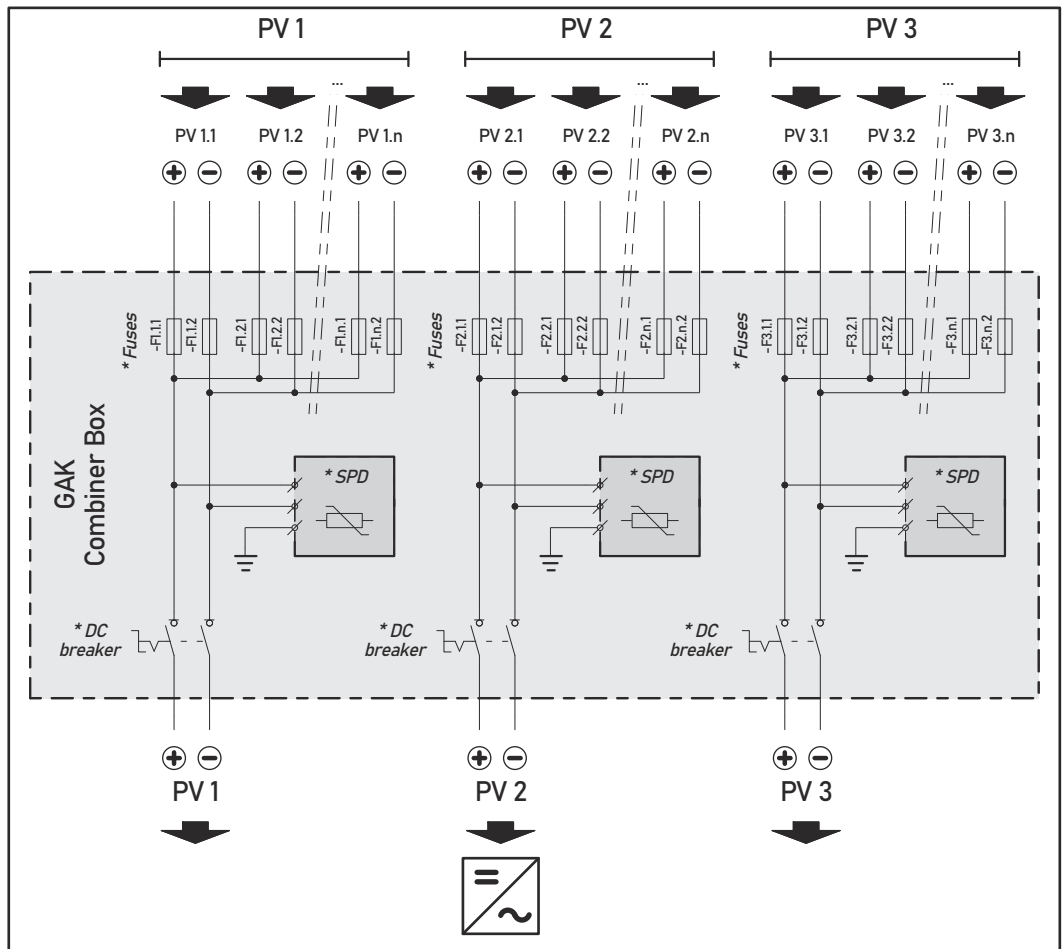 PV 1 PV 2 PV 3
... ... ...
PV 1.1 PV 1.2 PV 1.n PV 2.1 PV 2.2 PV 2.n PV 3.1 PV 3.2 PV 3.n
+ − + − + − + − + − + − + − + − + −
* Fuses -F1.1.1 -F1.1.2 -F1.2.1 -F1.2.2 -F1.n.1 -F1.n.2 * Fuses -F2.1.1 -F2.1.2 -F2.2.1 -F2.2.2 -F2.n.1 -F2.n.2 * Fuses -F3.1.1 -F3.1.2 -F3.2.1 -F3.2.2 -F3.n.1 -F3.n.2
GAK
Combiner Box
* SPD * SPD * SPD
* DC
breaker
* DC
breaker
* DC
breaker
+ − + − + −
PV 1 PV 2 PV 3